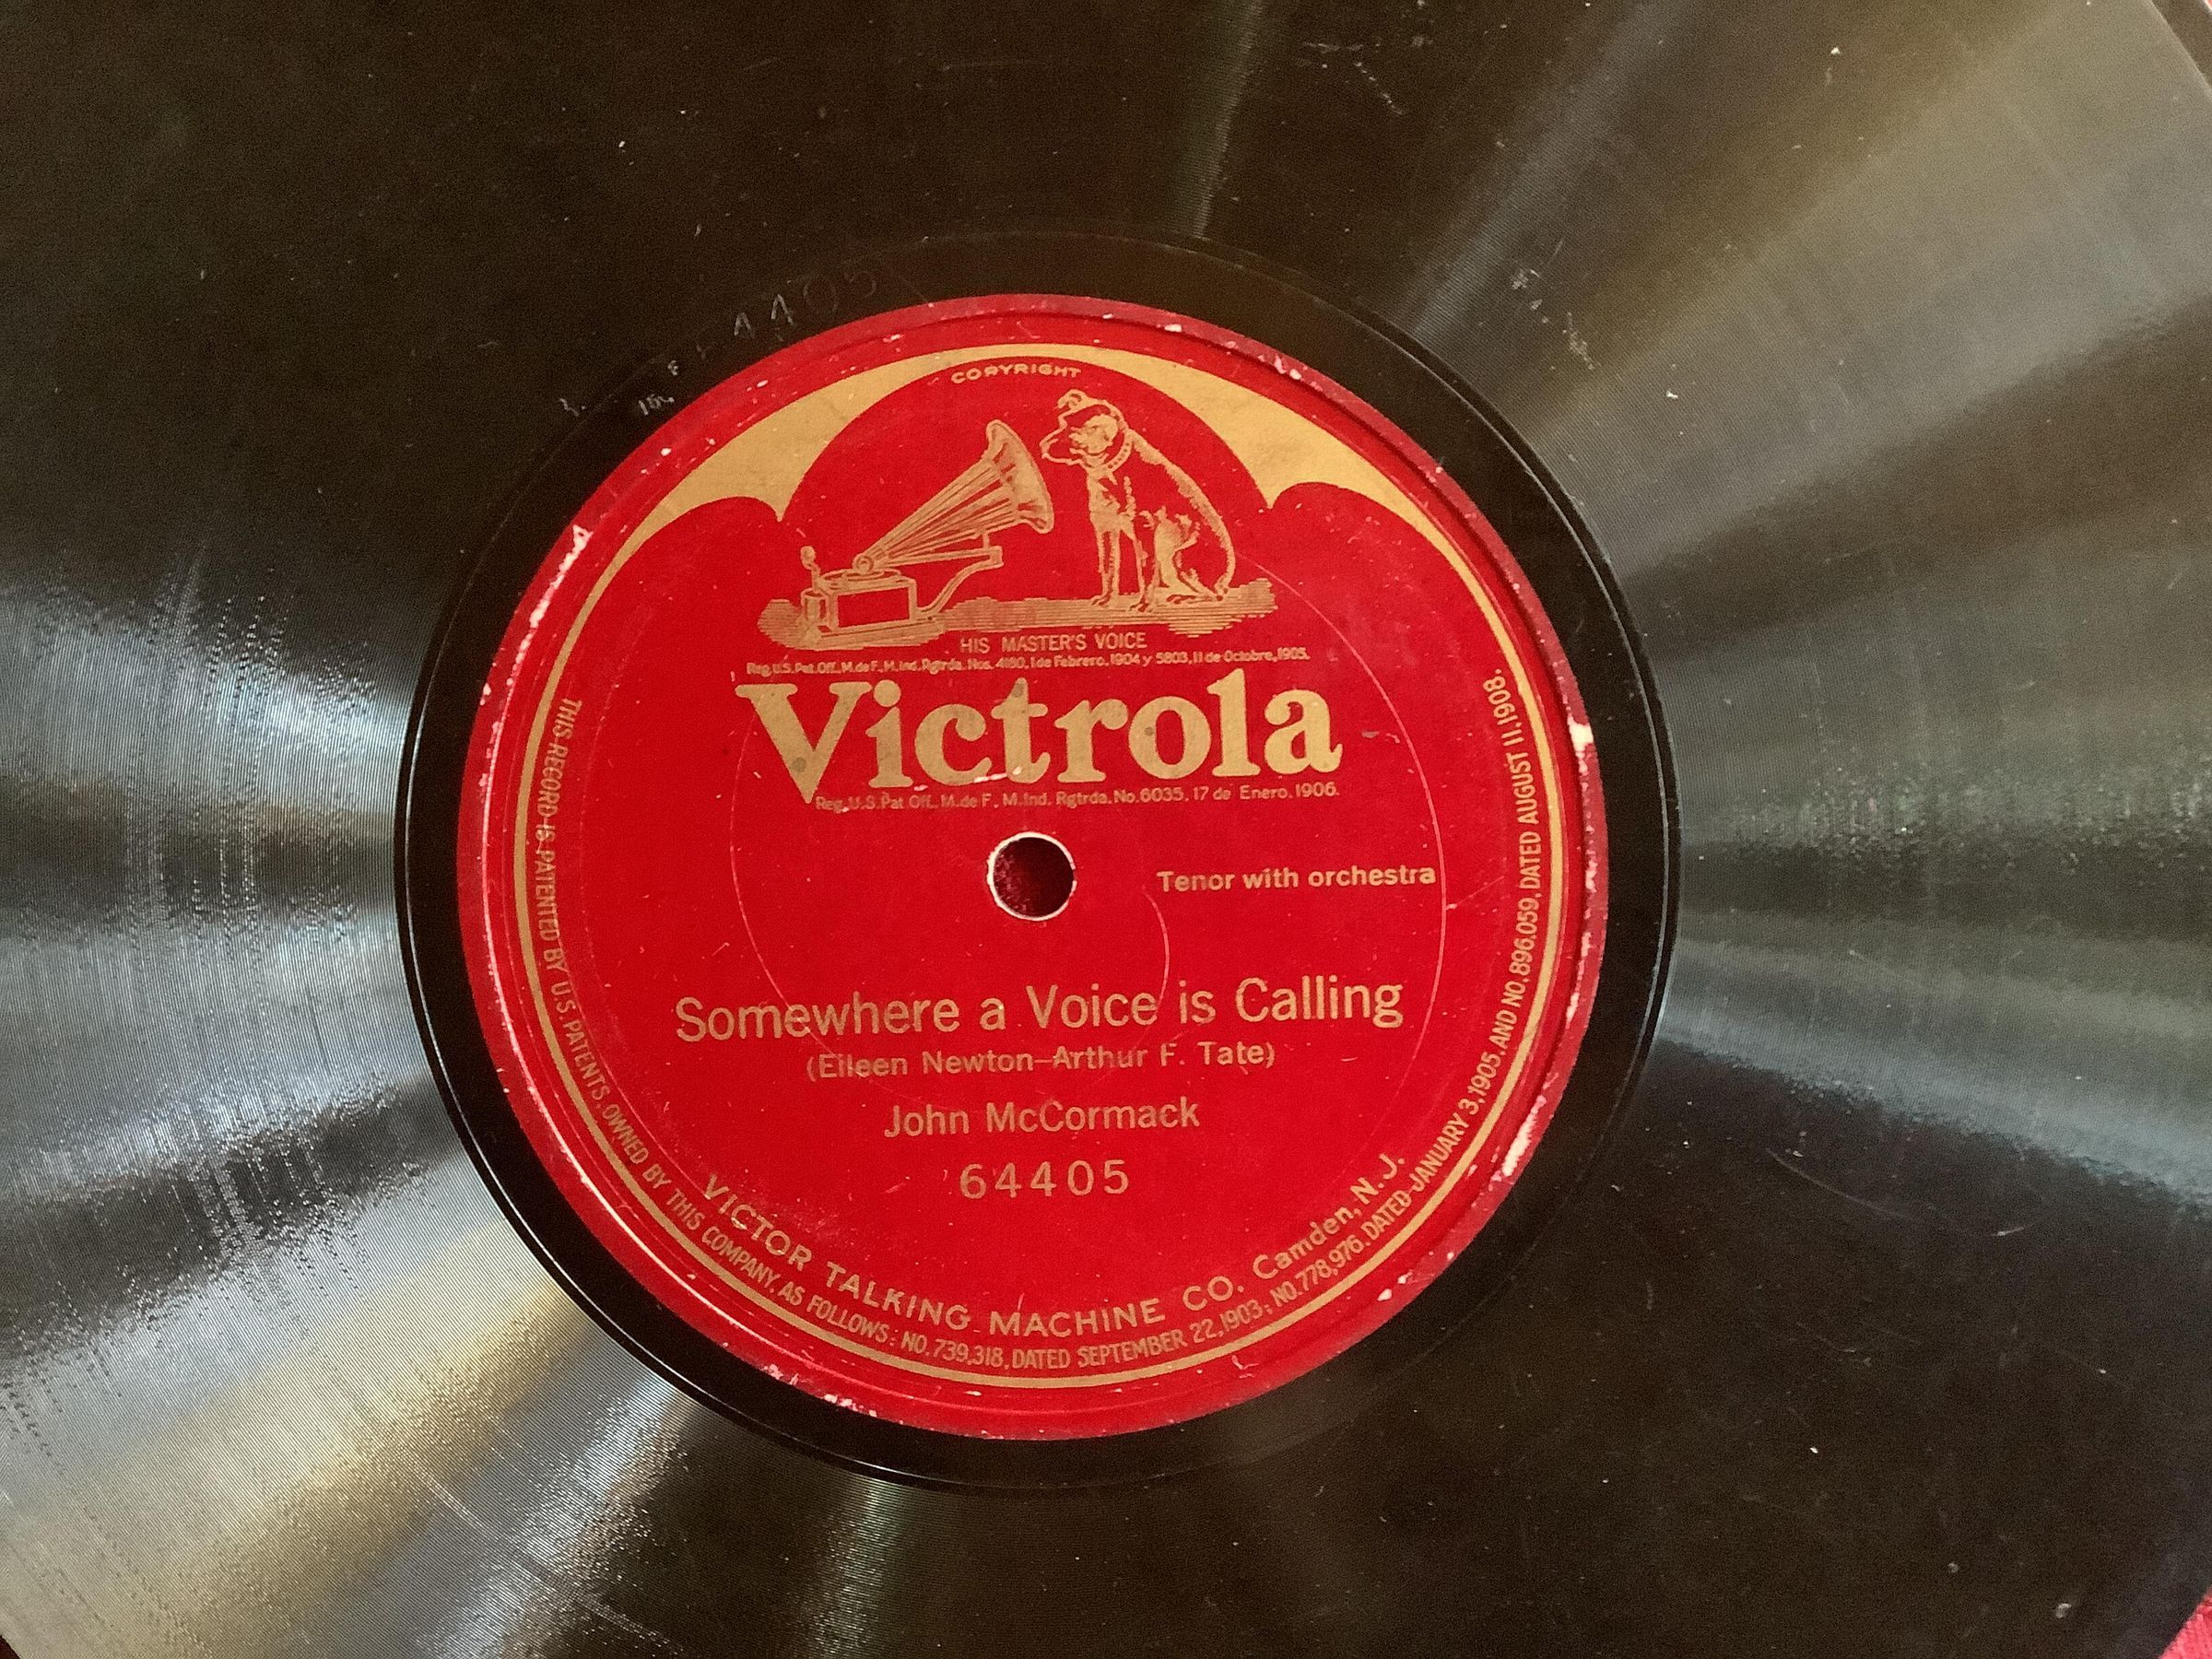 4405
COPYRIGHT
HIS MASTER'S VOICE
Reg.U.S.Pat.Off.M.de F.M.Ind.Rgtrda.Nos.4180,1 de Febrero,1904 y 5803,11 de Octobre,1905.
Victrola
Reg.U.S.Pat.Off.M.de F.M.Ind.Rgtrda.No.6035,17 de Enero.1906.
Tenor with orchestra
Somewhere a Voice is Calling
(Eileen Newton–Arthur F. Tate)
John McCormack
64405
VICTOR TALKING MACHINE CO. Camden, N. J.
THIS RECORD IS PATENTED BY U.S. PATENTS, OWNED BY THIS COMPANY, AS FOLLOWS: NO. 739,318, DATED SEPTEMBER 22,1903; NO.778,976. DATED JANUARY 3,1905. AND NO. 896,059, DATED AUGUST 11,1908.